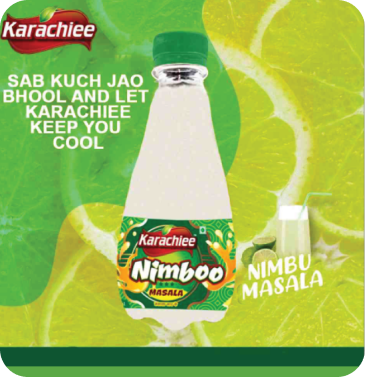 Karachiee
SAB KUCH JAO
BHOOL AND LET
KARACHIEE
KEEP YOU
COOL
Karachiee
Nimboo
MASALA
NIMBU
MASALA